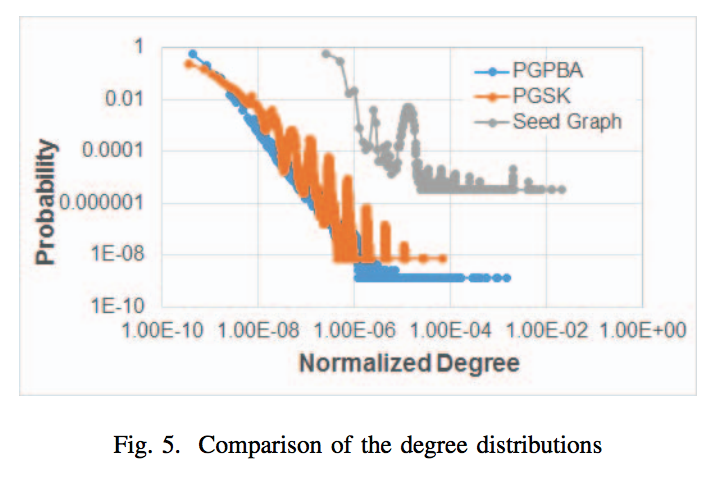 1
0.01
0.0001
0.000001
1E-08
1E-10
Probability
PGPBA
PGSK
Seed Graph
1.00E-10 1.00E-08 1.00E-06 1.00E-04 1.00E-02 1.00E+00
Normalized Degree
Fig. 5. Comparison of the degree distributions